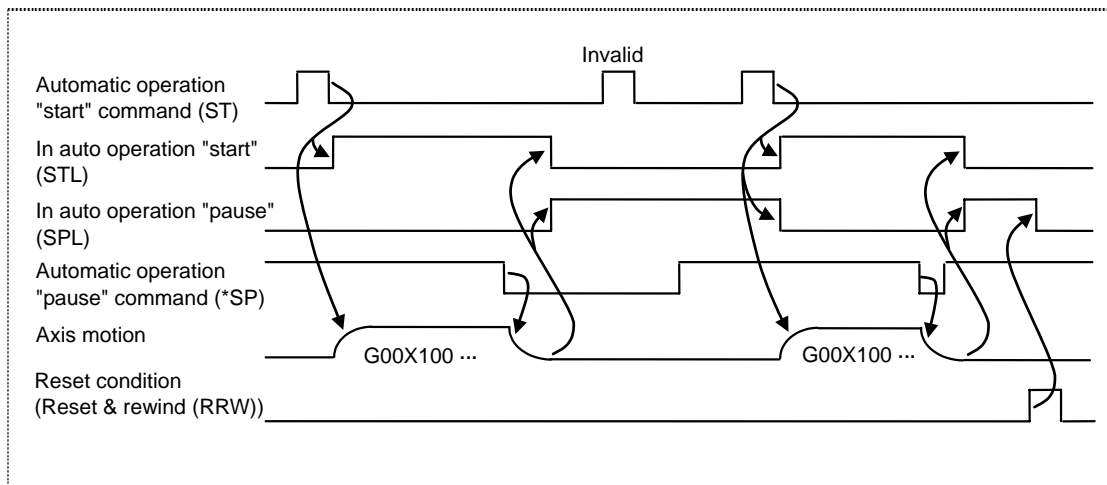 Invalid
Automatic operation
"start" command (ST)
In auto operation "start"
(STL)
In auto operation "pause"
(SPL)
Automatic operation
"pause" command (*SP)
Axis motion
G00X100 ···
G00X100 ···
Reset condition
(Reset & rewind (RRW))